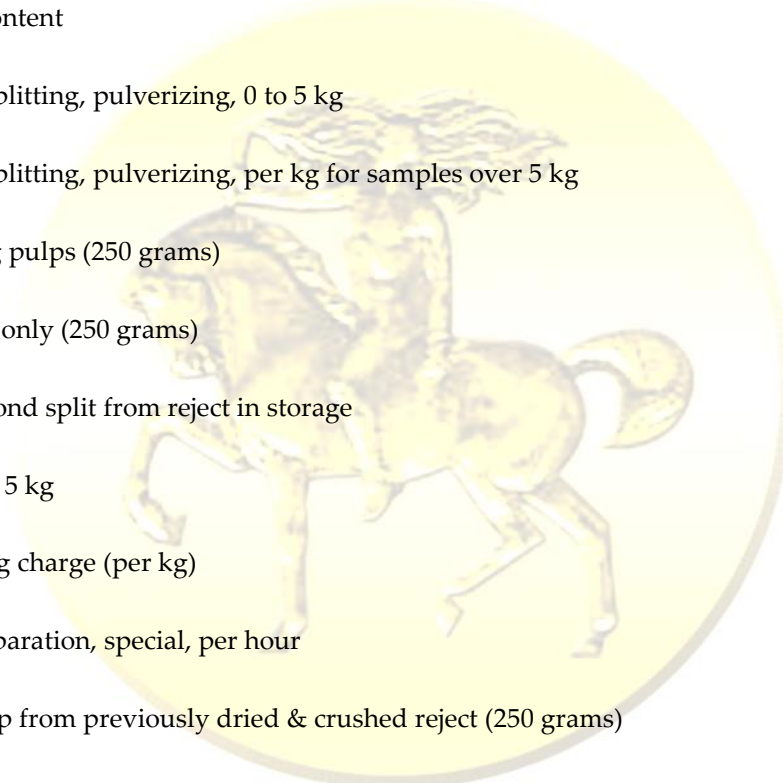 ontent
plitting, pulverizing, 0 to 5 kg
plitting, pulverizing, per kg for samples over 5 kg
g pulps (250 grams)
only (250 grams)
ond split from reject in storage
5 kg
g charge (per kg)
paration, special, per hour
p from previously dried & crushed reject (250 grams)